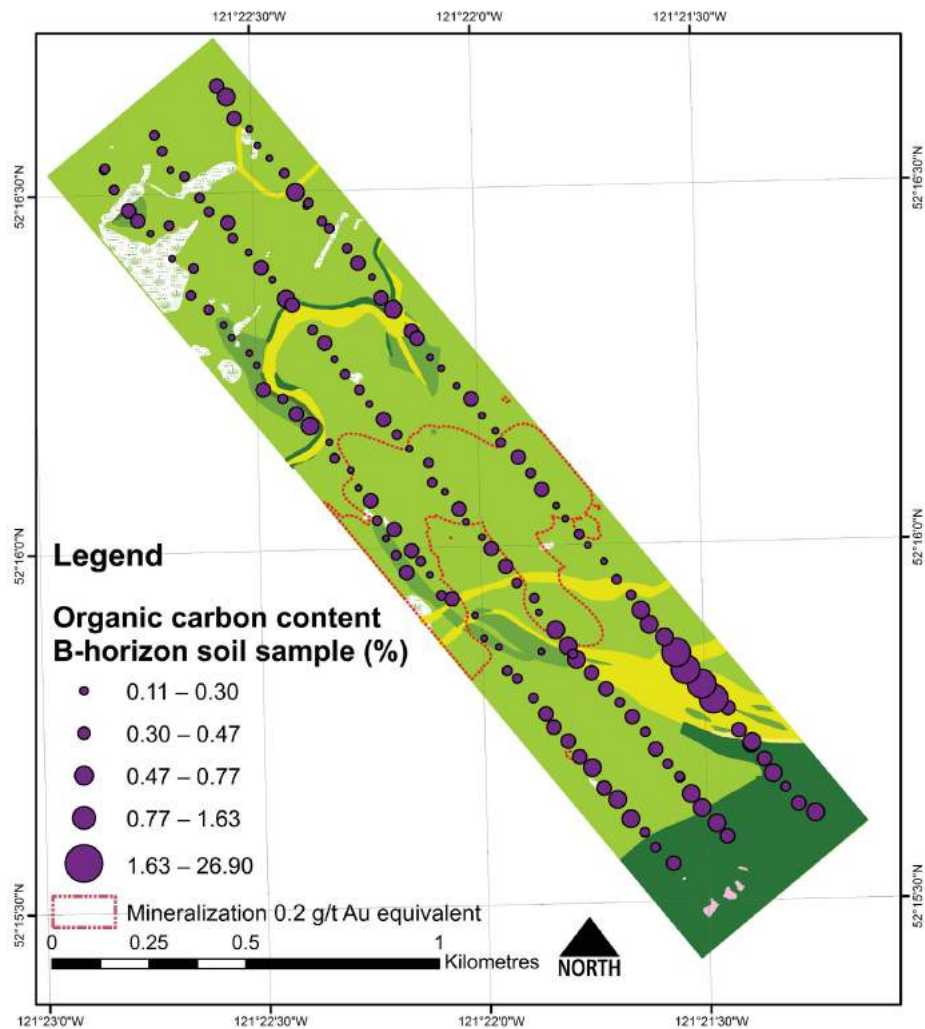 121°22'30"W 121°22'0"W 121°21'30"W
52°16'30"N 52°16'30"N
52°16'0"N 52°16'0"N
Legend
Organic carbon content
B-horizon soil sample (%)
0.11 – 0.30
0.30 – 0.47
0.47 – 0.77
0.77 – 1.63
1.63 – 26.90
Mineralization 0.2 g/t Au equivalent
52°15'30"N 52°15'30"N
0 0.25 0.5 1
Kilometres
NORTH
121°23'0"W 121°22'30"W 121°22'0"W 121°21'30"W